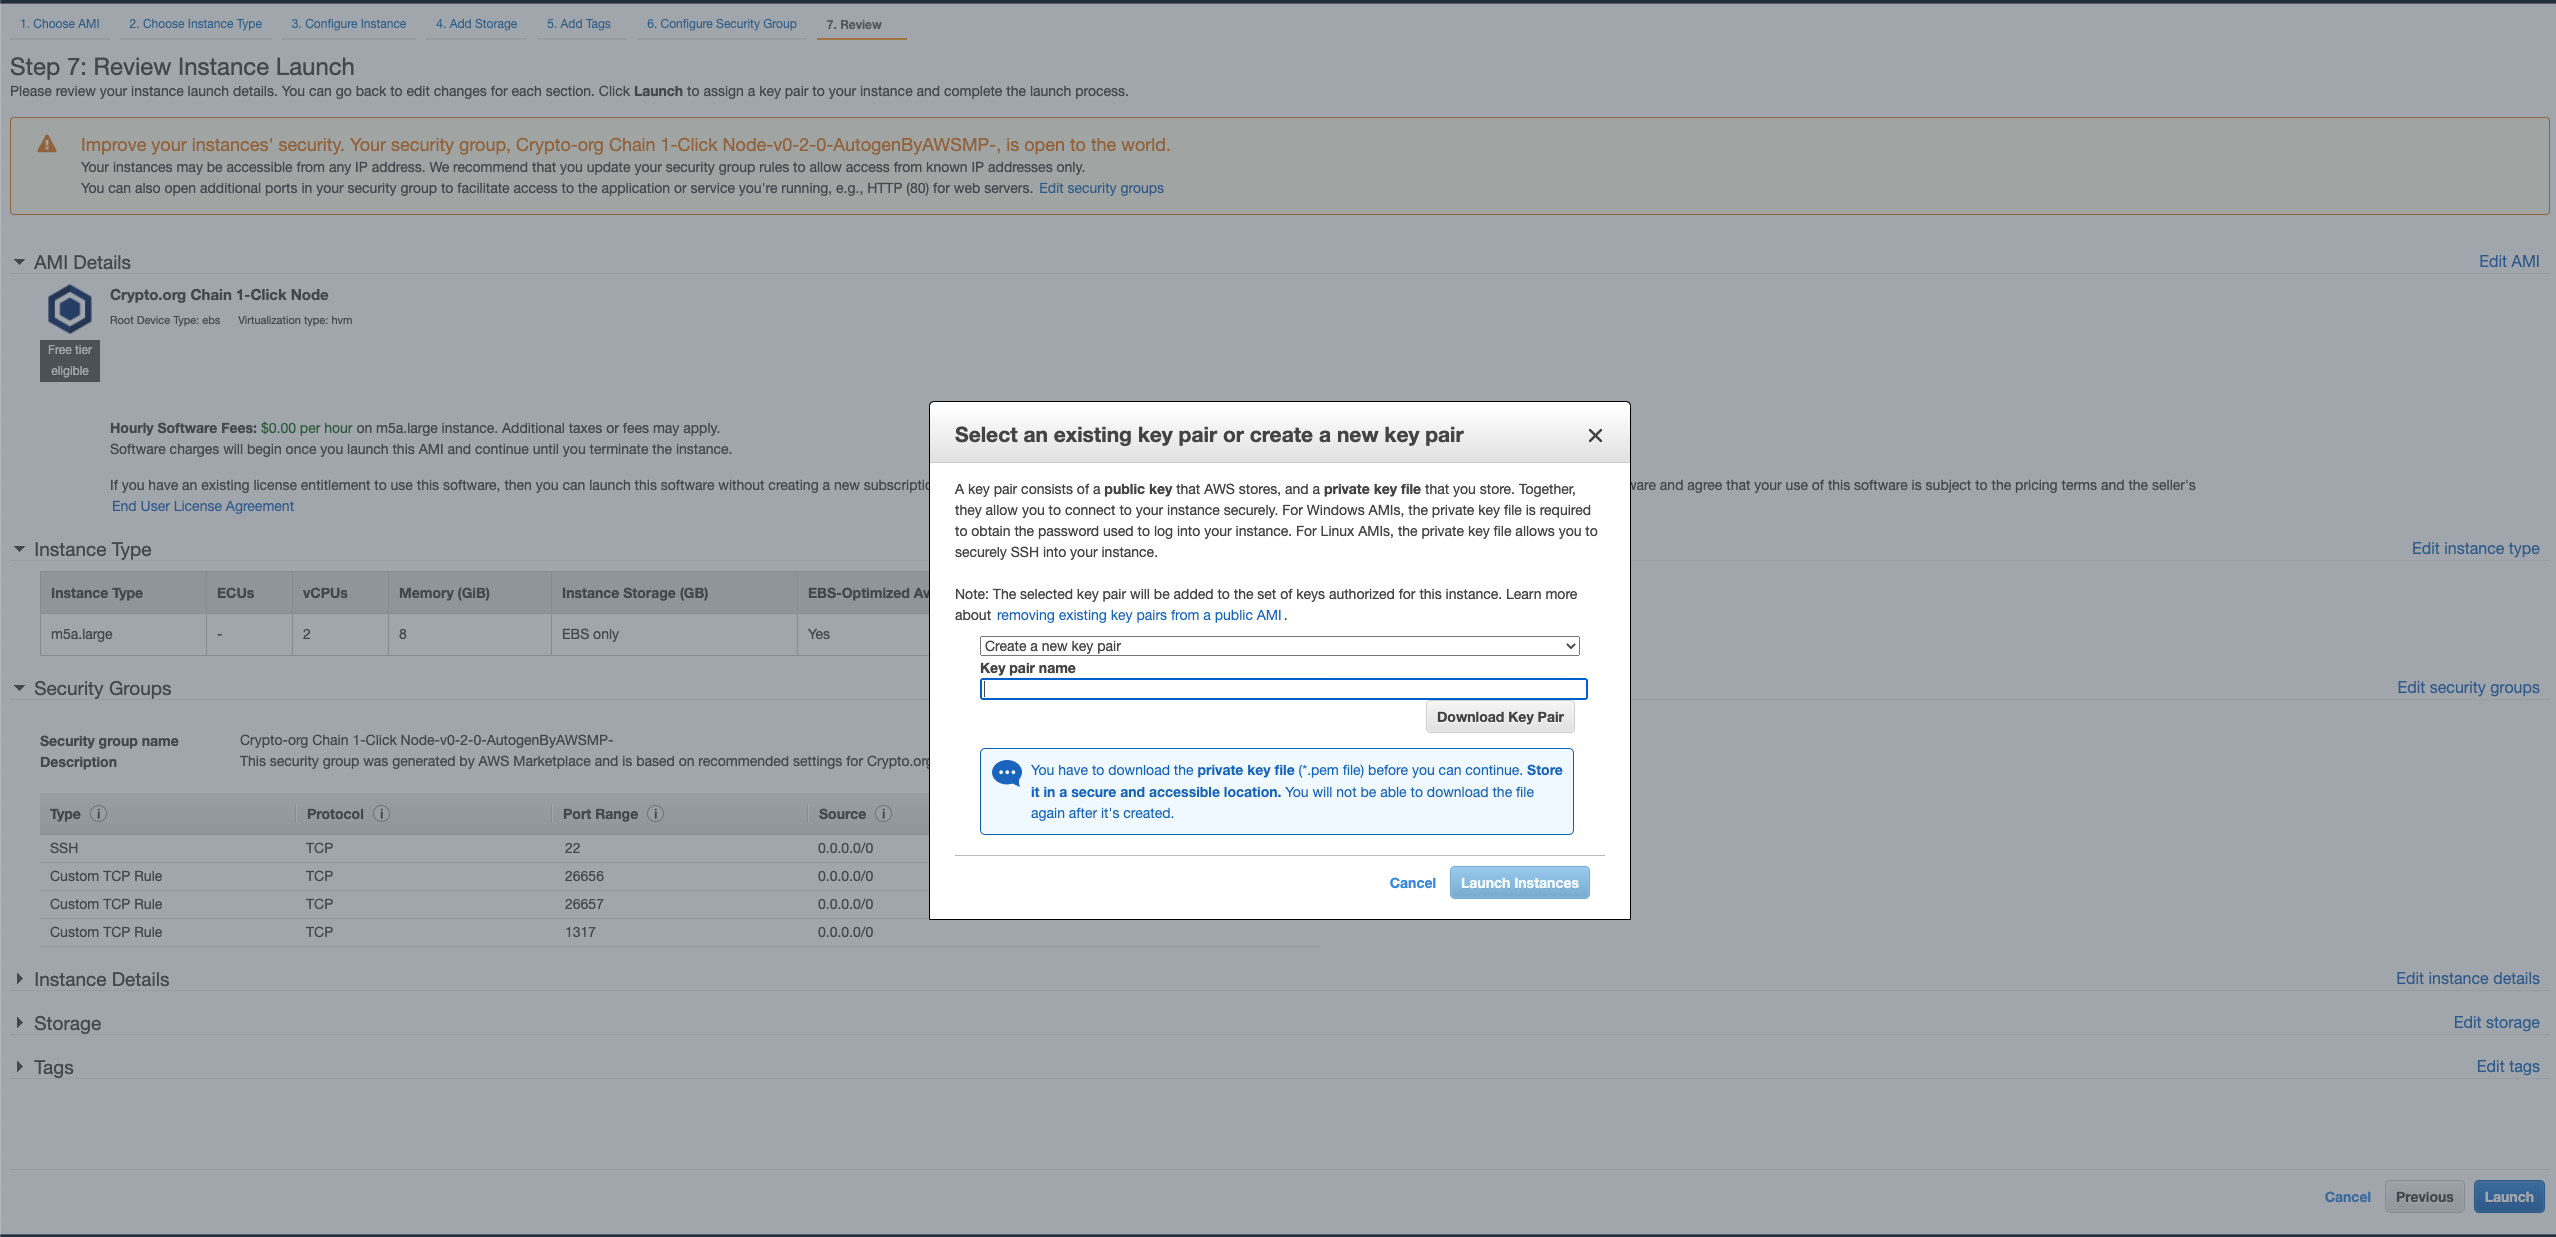 1. Choose AMI 2. Choose Instance Type 3. Configure Instance 4. Add Storage 5. Add Tags 6. Configure Security Group 7. Review
Step 7: Review Instance Launch
Please review your instance launch details. You can go back to edit changes for each section. Click Launch to assign a key pair to your instance and complete the launch process.
Improve your instances' security. Your security group, Crypto-org Chain 1-Click Node-v0-2-0-AutogenByAWSMP-, is open to the world.
Your instances may be accessible from any IP address. We recommend that you update your security group rules to allow access from known IP addresses only.
You can also open additional ports in your security group to facilitate access to the application or service you're running, e.g., HTTP (80) for web servers. Edit security groups
AMI Details Edit AMI
Crypto.org Chain 1-Click Node
Root Device Type: ebs Virtualization type: hvm
Free tier
eligible
Hourly Software Fees: $0.00 per hour on m5a.large instance. Additional taxes or fees may apply.
Software charges will begin once you launch this AMI and continue until you terminate the instance.
If you have an existing license entitlement to use this software, then you can launch this software without creating a new subscriptio
ware and agree that your use of this software is subject to the pricing terms and the seller's
End User License Agreement
Instance Type Edit instance type
Instance Type ECUs vCPUs Memory (GiB) Instance Storage (GB) EBS-Optimized Av
m5a.large - 2 8 EBS only Yes
Security Groups Edit security groups
Security group name Crypto-org Chain 1-Click Node-v0-2-0-AutogenByAWSMP-
Description This security group was generated by AWS Marketplace and is based on recommended settings for Crypto.org
Type i Protocol i Port Range i Source i
SSH TCP 22 0.0.0.0/0
Custom TCP Rule TCP 26656 0.0.0.0/0
Custom TCP Rule TCP 26657 0.0.0.0/0
Custom TCP Rule TCP 1317 0.0.0.0/0
Instance Details Edit instance details
Storage Edit storage
Tags Edit tags
Cancel Previous Launch
Select an existing key pair or create a new key pair
A key pair consists of a public key that AWS stores, and a private key file that you store. Together,
they allow you to connect to your instance securely. For Windows AMIs, the private key file is required
to obtain the password used to log into your instance. For Linux AMIs, the private key file allows you to
securely SSH into your instance.
Note: The selected key pair will be added to the set of keys authorized for this instance. Learn more
about removing existing key pairs from a public AMI .
Create a new key pair
Key pair name
Download Key Pair
You have to download the private key file (*.pem file) before you can continue. Store
it in a secure and accessible location. You will not be able to download the file
again after it's created.
Cancel Launch Instances